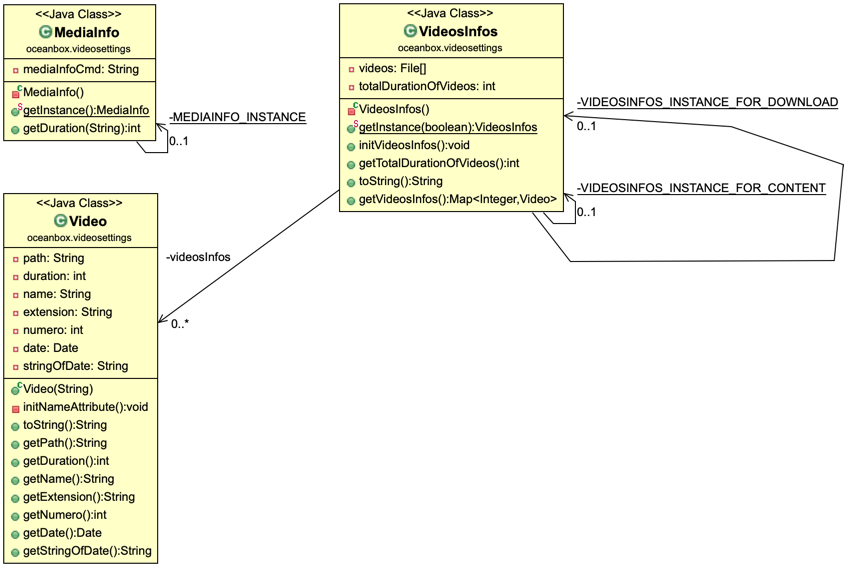 <<Java Class>>
MediaInfo
oceanbox.videosettings
mediaInfoCmd: String
MediaInfo()
getInstance():MediaInfo
getDuration(String):int
-MEDIAINFO_INSTANCE
0..1
<<Java Class>>
VideosInfos
oceanbox.videosettings
videos: File[]
totalDurationOfVideos: int
VideosInfos()
getInstance(boolean):VideosInfos
initVideosInfos():void
getTotalDurationOfVideos():int
toString():String
getVideosInfos():Map<Integer,Video>
-VIDEOSINFOS_INSTANCE_FOR_DOWNLOAD
0..1
-VIDEOSINFOS_INSTANCE_FOR_CONTENT
0..1
-videosInfos
0..*
<<Java Class>>
Video
oceanbox.videosettings
path: String
duration: int
name: String
extension: String
numero: int
date: Date
stringOfDate: String
Video(String)
initNameAttribute():void
toString():String
getPath():String
getDuration():int
getName():String
getExtension():String
getNumero():int
getDate():Date
getStringOfDate():String